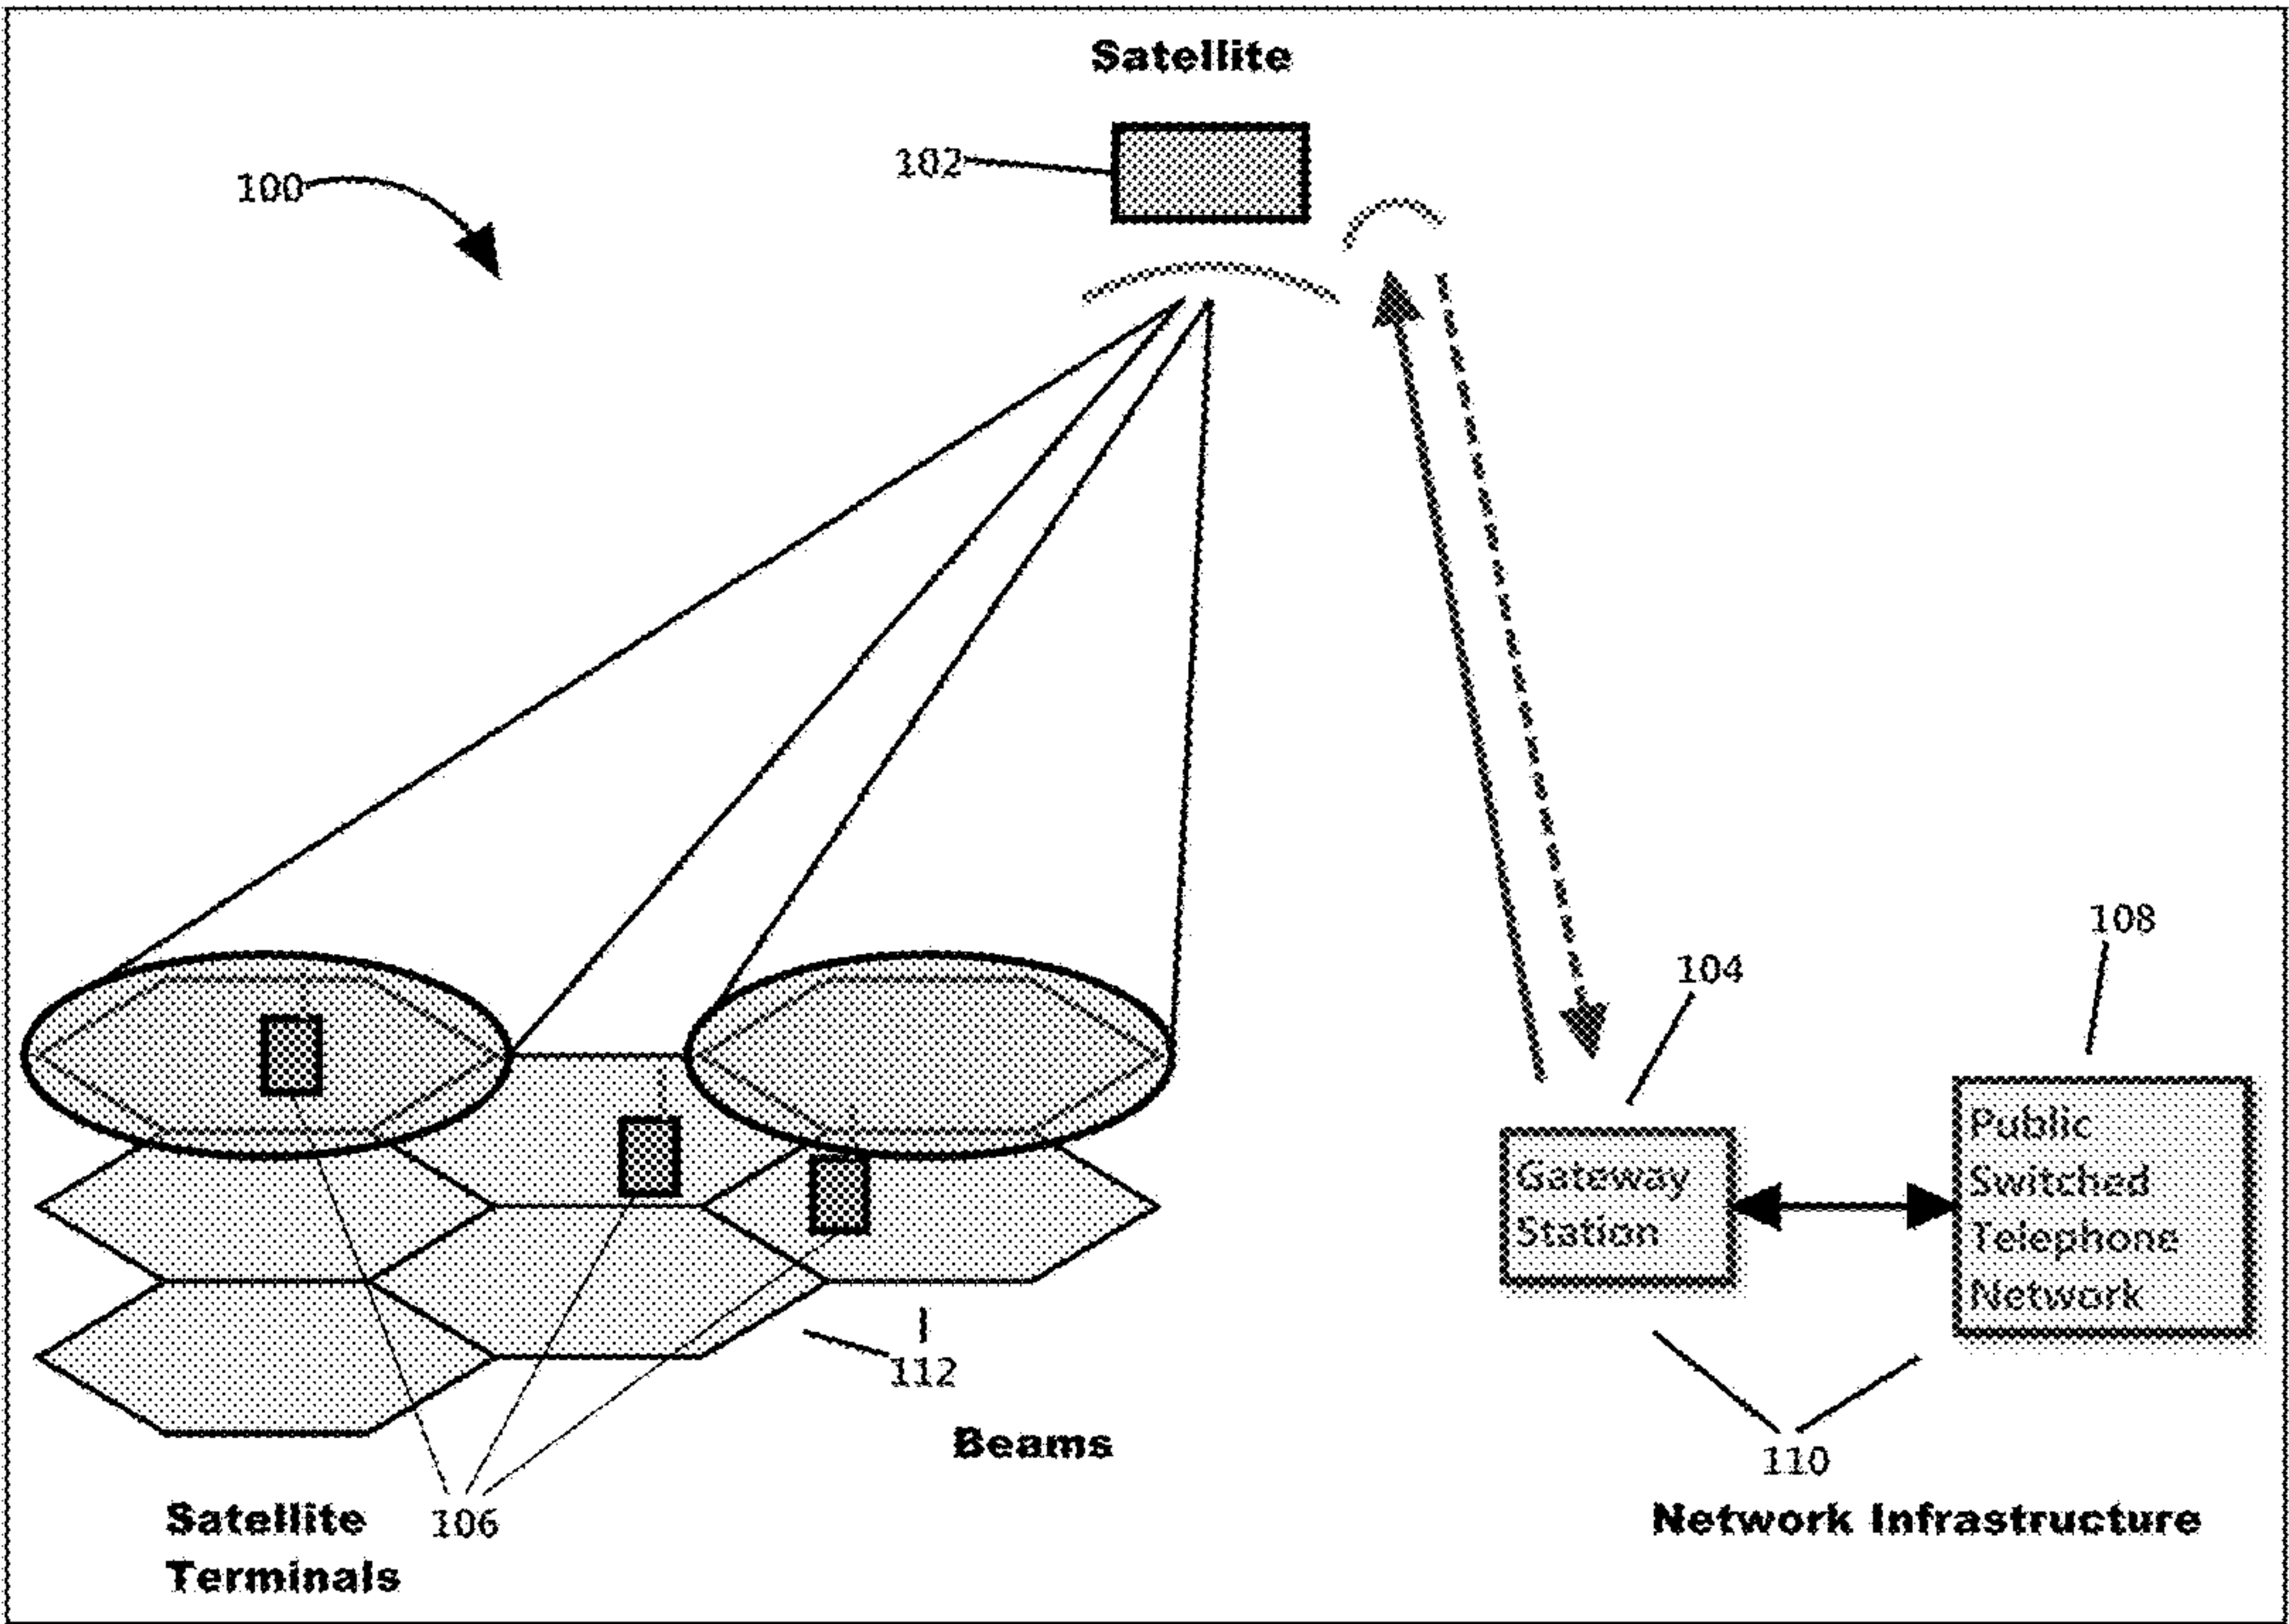 Satellite
102
100
108
104
Public
Switched
Telephone
Network
Gateway
Station
112
Beams
110
Satellite
Terminals
106
Network Infrastructure